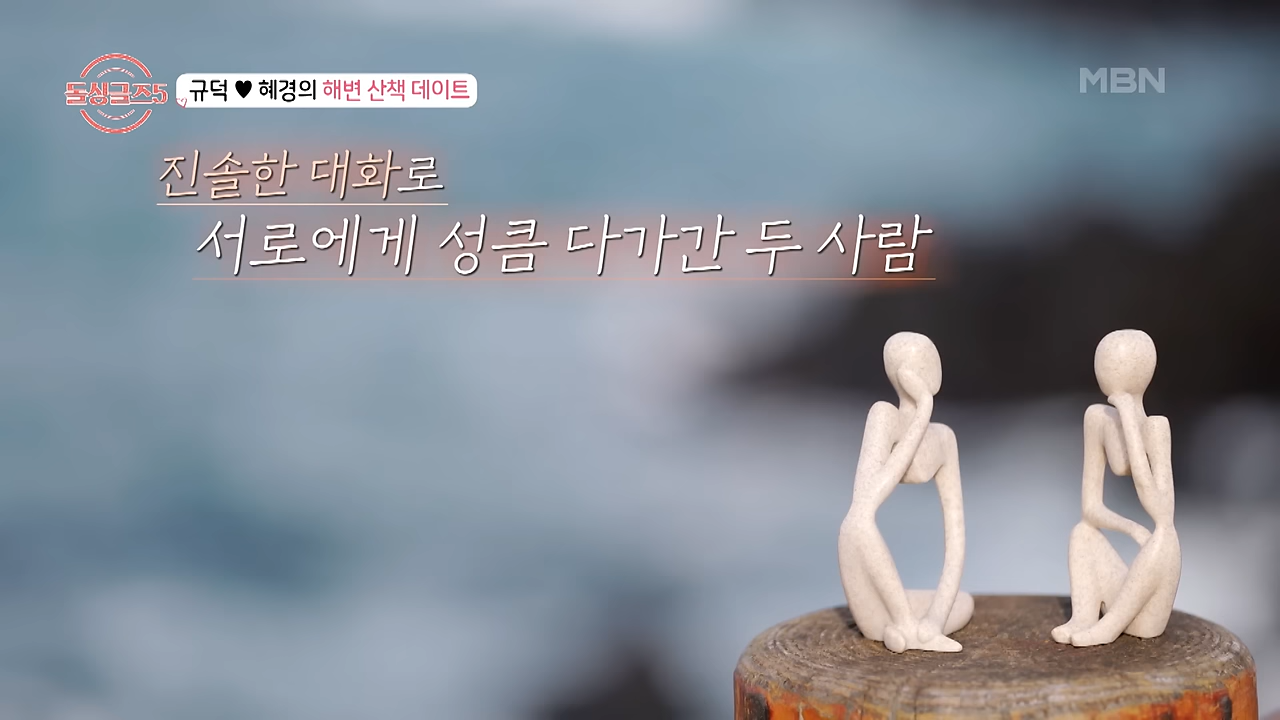 돌싱글즈5
규덕 ♥ 혜경의 해변 산책 데이트
MBN
진솔한 대화로
서로에게 성큼 다가간 두 사람